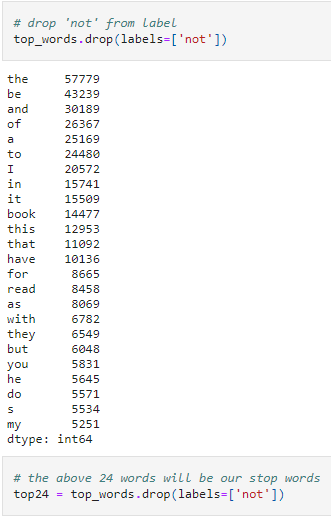 # drop 'not' from label
top_words.drop(labels=['not'])
the 57779
be 43239
and 30189
of 26367
a 25169
to 24480
I 20572
in 15741
it 15509
book 14477
this 12953
that 11092
have 10136
for 8665
read 8458
as 8069
with 6782
they 6549
but 6048
you 5831
he 5645
do 5571
s 5534
my 5251
dtype: int64
# the above 24 words will be our stop words
top24 = top_words.drop(labels=['not'])